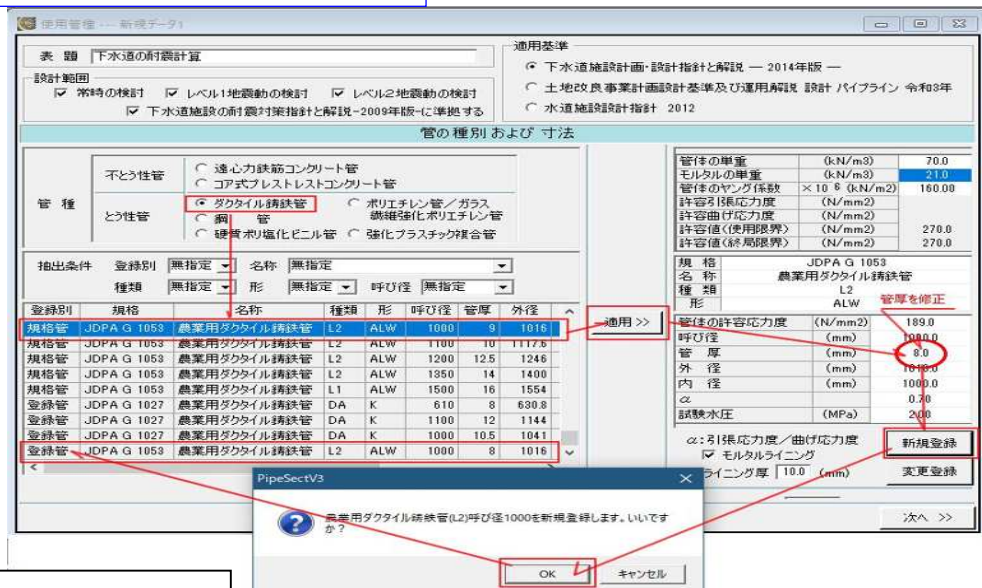 使用管種 --- 新規データ1
表 題 下水道の耐震計算
設計範囲
常時の検討 レベル1地震動の検討 レベル2地震動の検討
下水道施設の耐震対策指針と解説-2009年版-に準拠する
適用基準
下水道施設計画・設計指針と解説 ― 2014年版 ―
土地改良事業計画設計基準及び運用解説 設計 パイプライン 令和3年
水道施設設計指針 2012
管の種別 および 寸法
管 種
不とう性管
遠心力鉄筋コンクリート管
コア式プレストレストコンクリート管
とう性管
ダクタイル鋳鉄管
鋼 管
硬質ポリ塩化ビニル管
ポリエチレン管/ガラス繊維強化ポリエチレン管
強化プラスチック複合管
抽出条件 登録別 無指定 名称 無指定
種類 無指定 形 無指定 呼び径 無指定
登録別 規格 名称 種類 形 呼び径 管厚 外径
規格管 JDPA G 1053 農業用ダクタイル鋳鉄管 L2 ALW 1000 9 1016
規格管 JDPA G 1053 農業用ダクタイル鋳鉄管 L2 ALW 1100 10 1117.6
規格管 JDPA G 1053 農業用ダクタイル鋳鉄管 L2 ALW 1200 12.5 1246
規格管 JDPA G 1053 農業用ダクタイル鋳鉄管 L2 ALW 1350 14 1400
規格管 JDPA G 1053 農業用ダクタイル鋳鉄管 L1 ALW 1500 16 1554
登録管 JDPA G 1027 農業用ダクタイル鋳鉄管 DA K 610 8 630.8
登録管 JDPA G 1027 農業用ダクタイル鋳鉄管 DA K 1100 12 1144
登録管 JDPA G 1027 農業用ダクタイル鋳鉄管 DA K 1000 10.5 1041
登録管 JDPA G 1053 農業用ダクタイル鋳鉄管 L2 ALW 1000 8 1016
適用 >>
管体の単重 (kN/m3) 70.0
モルタルの単重 (kN/m3) 21.0
管体のヤング係数 ×10 6 (kN/m2) 160.00
許容引張応力度 (N/mm2)
許容曲げ応力度 (N/mm2)
許容値(使用限界) (N/mm2) 270.0
許容値(終局限界) (N/mm2) 270.0
規 格 JDPA G 1053
名 称 農業用ダクタイル鋳鉄管
種 類 L2
形 ALW
管厚を修正
管体の許容応力度 (N/mm2) 189.0
呼び径 (mm) 1000.0
管 厚 (mm) 8.0
外 径 (mm) 1016.0
内 径 (mm) 1000.0
α 0.70
試験水圧 (MPa) 2.00
α:引張応力度/曲げ応力度
モルタルライニング
ライニング厚 10.0 (mm)
新規登録
変更登録
次へ >>
PipeSectV3
農業用ダクタイル鋳鉄管(L2)呼び径1000を新規登録します。いいですか?
OK キャンセル